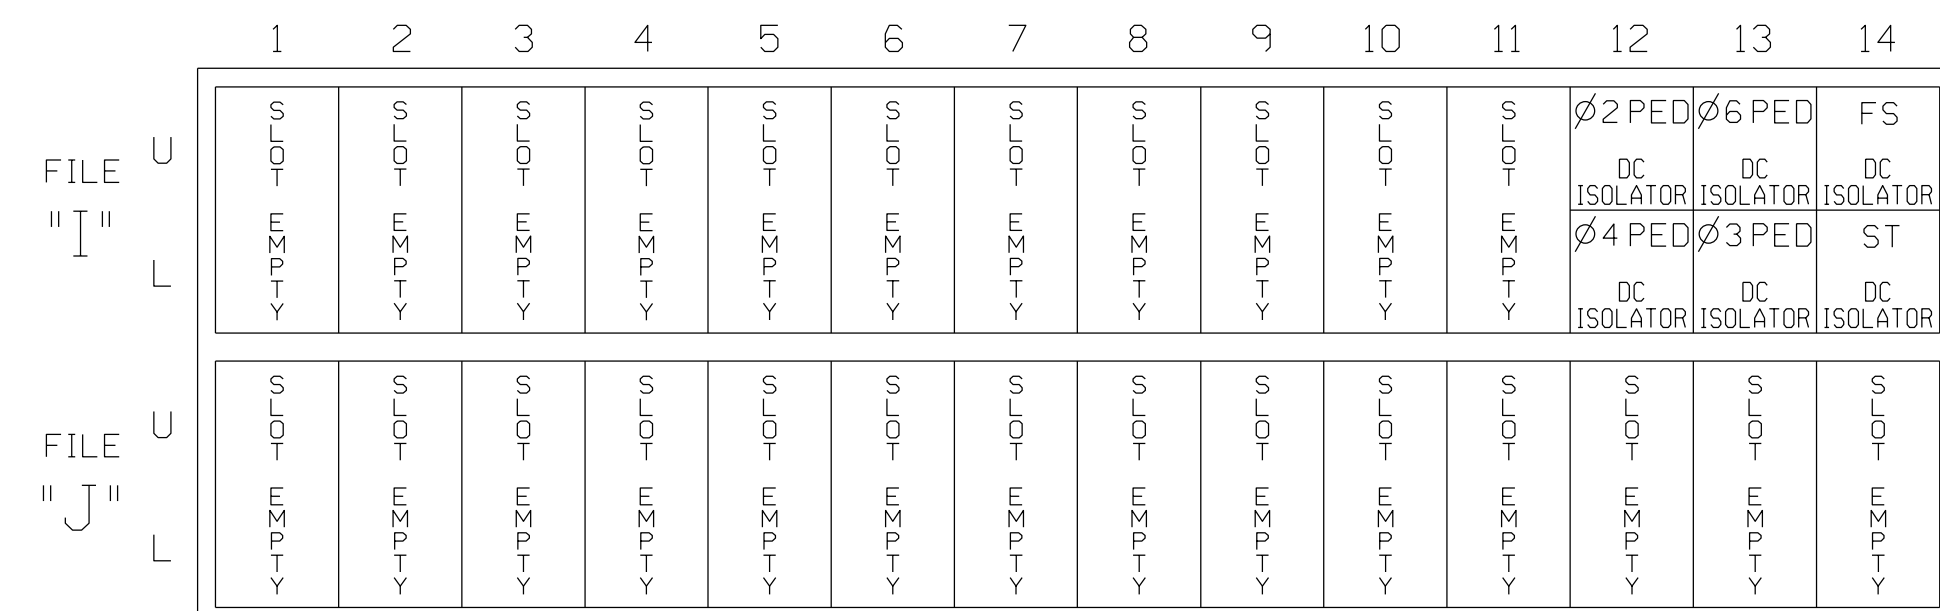 1 2 3 4 5 6 7 8 9 10 11 12 13 14
FILE
"I"
U
L
SLOT EMPTY
SLOT EMPTY
SLOT EMPTY
SLOT EMPTY
SLOT EMPTY
SLOT EMPTY
SLOT EMPTY
SLOT EMPTY
SLOT EMPTY
SLOT EMPTY
SLOT EMPTY
Ø2 PED
DC
ISOLATOR
Ø4 PED
DC
ISOLATOR
Ø6 PED
DC
ISOLATOR
Ø3 PED
DC
ISOLATOR
FS
DC
ISOLATOR
ST
DC
ISOLATOR
FILE
"J"
U
L
SLOT EMPTY
SLOT EMPTY
SLOT EMPTY
SLOT EMPTY
SLOT EMPTY
SLOT EMPTY
SLOT EMPTY
SLOT EMPTY
SLOT EMPTY
SLOT EMPTY
SLOT EMPTY
SLOT EMPTY
SLOT EMPTY
SLOT EMPTY